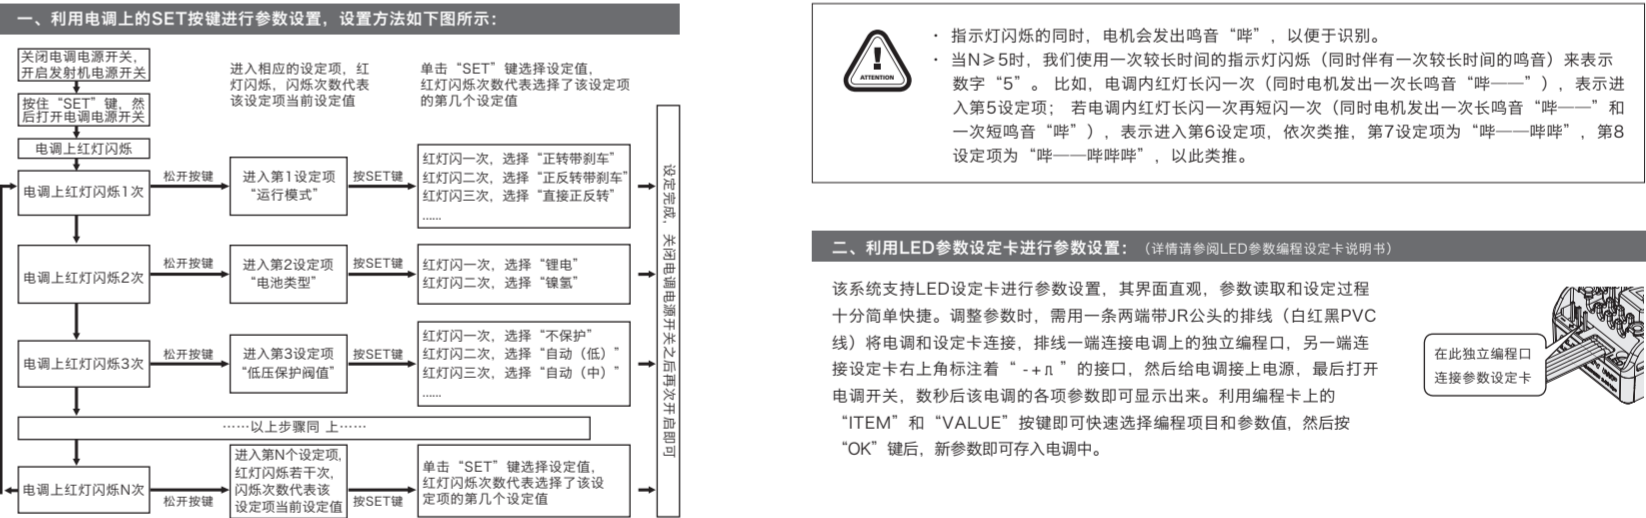 一、利用电调上的SET按键进行参数设置，设置方法如下图所示：
关闭电调电源开关，
开启发射机电源开关
按住“SET”键，然
后打开电调电源开关
电调上红灯闪烁
进入相应的设定项，红
灯闪烁，闪烁次数代表
该设定项当前设定值
单击“SET”键选择设定值，
红灯闪烁次数代表选择了该设定项
的第几个设定值
电调上红灯闪烁1次
松开按键
进入第1设定项
“运行模式”
按SET键
红灯闪一次，选择“正转带刹车”
红灯闪二次，选择“正反转带刹车”
红灯闪三次，选择“直接正反转”
......
电调上红灯闪烁2次
松开按键
进入第2设定项
“电池类型”
按SET键
红灯闪一次，选择“锂电”
红灯闪二次，选择“镍氢”
电调上红灯闪烁3次
松开按键
进入第3设定项
“低压保护阀值”
按SET键
红灯闪一次，选择“不保护”
红灯闪二次，选择“自动（低）”
红灯闪三次，选择“自动（中）”
......
……以上步骤同 上……
电调上红灯闪烁N次
松开按键
进入第N个设定项，
红灯闪烁若干次，
闪烁次数代表该
设定项当前设定值
按SET键
单击“SET”键选择设定值，
红灯闪烁次数代表选择了该设
定项的第几个设定值
设定完成，关闭电调电源开关之后再次开启即可
ATTENTION
· 指示灯闪烁的同时，电机会发出鸣音“哔”，以便于识别。
· 当N≥5时，我们使用一次较长时间的指示灯闪烁（同时伴有一次较长时间的鸣音）来表示
数字“5”。 比如，电调内红灯长闪一次（同时电机发出一次长鸣音“哔——”），表示进
入第5设定项； 若电调内红灯长闪一次再短闪一次（同时电机发出一次长鸣音“哔——”和
一次短鸣音“哔”），表示进入第6设定项，依次类推，第7设定项为“哔——哔哔”，第8
设定项为“哔——哔哔哔”，以此类推。
二、利用LED参数设定卡进行参数设置：（详情请参阅LED参数编程设定卡说明书）
该系统支持LED设定卡进行参数设置，其界面直观，参数读取和设定过程
十分简单快捷。调整参数时，需用一条两端带JR公头的排线（白红黑PVC
线）将电调和设定卡连接，排线一端连接电调上的独立编程口，另一端连
接设定卡右上角标注着“ -+⎍ ”的接口，然后给电调接上电源，最后打开
电调开关，数秒后该电调的各项参数即可显示出来。利用编程卡上的
“ITEM”和“VALUE”按键即可快速选择编程项目和参数值，然后按
“OK”键后，新参数即可存入电调中。
在此独立编程口
连接参数设定卡